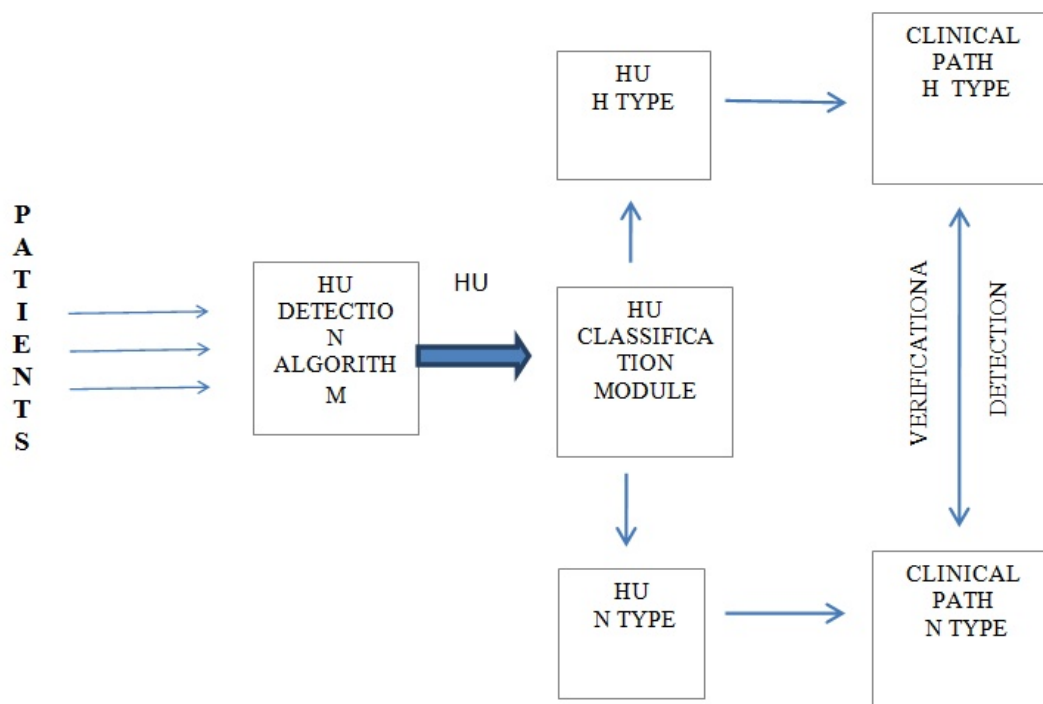 PATIENTS
HU
DETECTIO
N
ALGORITH
M
HU
HU
CLASSIFICA
TION
MODULE
HU
H TYPE
CLINICAL
PATH
H TYPE
HU
N TYPE
CLINICAL
PATH
N TYPE
VERIFICATIONA
DETECTION